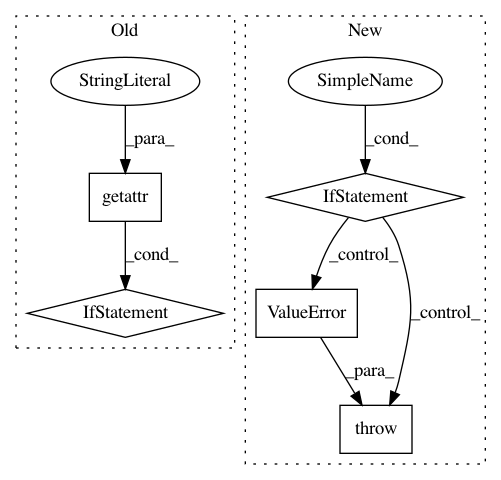 Old
New
StringLiteral
SimpleName
_para_
_cond_
getattr
IfStatement
_cond_
_control_
IfStatement
ValueError
_control_
_para_
throw